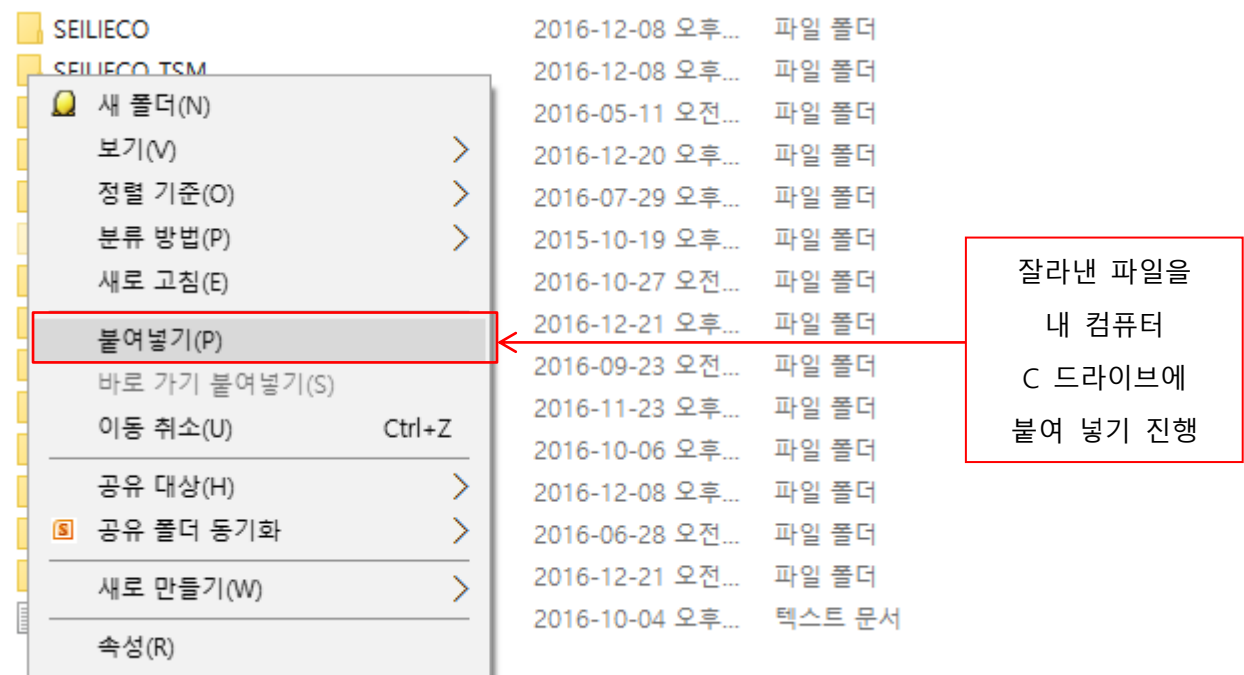 SEILIECO 2016-12-08 오후... 파일 폴더
SEILIECO TSM 2016-12-08 오후... 파일 폴더
새 폴더(N) 2016-05-11 오전... 파일 폴더
보기(V) 2016-12-20 오후... 파일 폴더
정렬 기준(O) 2016-07-29 오후... 파일 폴더
분류 방법(P) 2015-10-19 오후... 파일 폴더
새로 고침(E) 2016-10-27 오전... 파일 폴더
2016-12-21 오후... 파일 폴더
붙여넣기(P)
2016-09-23 오전... 파일 폴더
바로 가기 붙여넣기(S)
2016-11-23 오후... 파일 폴더
이동 취소(U) Ctrl+Z
2016-10-06 오후... 파일 폴더
공유 대상(H) 2016-12-08 오후... 파일 폴더
S 공유 폴더 동기화 2016-06-28 오전... 파일 폴더
2016-12-21 오전... 파일 폴더
새로 만들기(W)
2016-10-04 오후... 텍스트 문서
속성(R)
잘라낸 파일을
내 컴퓨터
C 드라이브에
붙여 넣기 진행